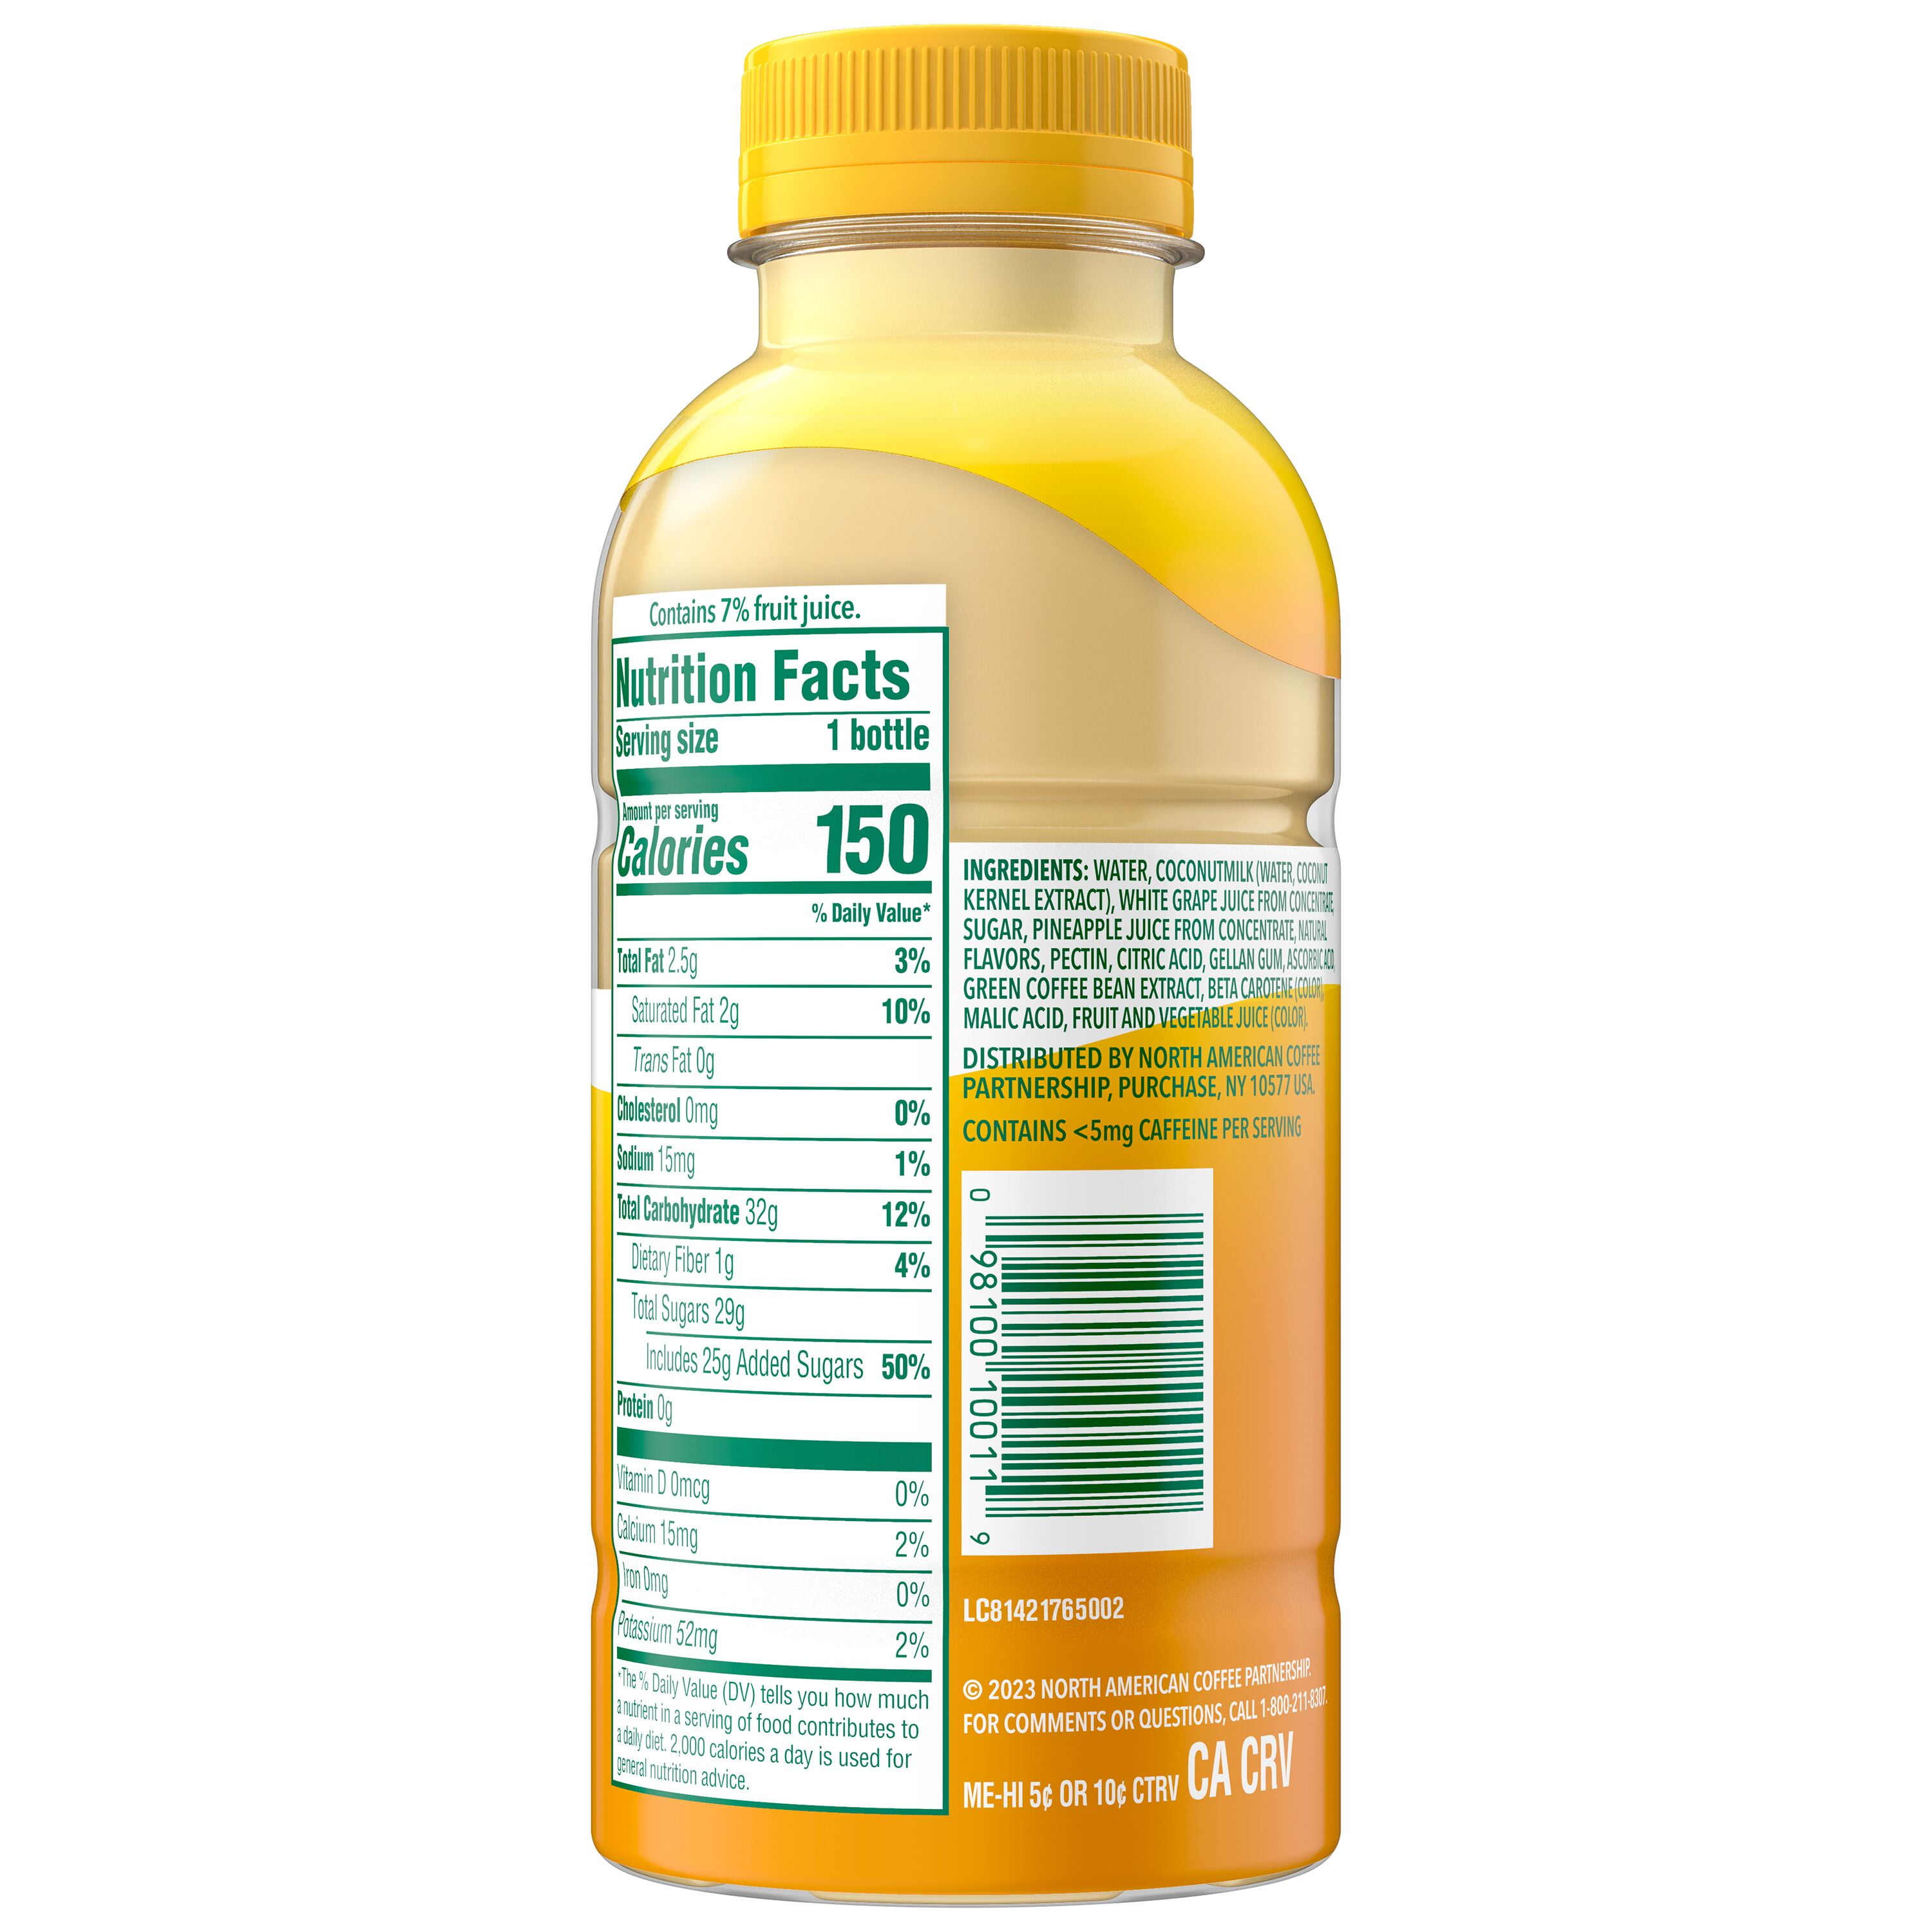 Contains 7% fruit juice.
Nutrition Facts
Serving size 1 bottle
Amount per serving
Calories 150
% Daily Value*
Total Fat 2.5g 3%
Saturated Fat 2g 10%
Trans Fat 0g
Cholesterol 0mg 0%
Sodium 15mg 1%
Total Carbohydrate 32g 12%
Dietary Fiber 1g 4%
Total Sugars 29g
Includes 25g Added Sugars 50%
Protein 0g
Vitamin D 0mcg 0%
Calcium 15mg 2%
Iron 0mg 0%
Potassium 52mg 2%
*The % Daily Value (DV) tells you how much
a nutrient in a serving of food contributes to
a daily diet. 2,000 calories a day is used for
general nutrition advice.
INGREDIENTS: WATER, COCONUTMILK (WATER, COCONUT
KERNEL EXTRACT), WHITE GRAPE JUICE FROM CONCENTRATE,
SUGAR, PINEAPPLE JUICE FROM CONCENTRATE, NATURAL
FLAVORS, PECTIN, CITRIC ACID, GELLAN GUM, ASCORBIC ACID,
GREEN COFFEE BEAN EXTRACT, BETA CAROTENE (COLOR),
MALIC ACID, FRUIT AND VEGETABLE JUICE (COLOR).
DISTRIBUTED BY NORTH AMERICAN COFFEE
PARTNERSHIP, PURCHASE, NY 10577 USA.
CONTAINS <5mg CAFFEINE PER SERVING
0 98100 10011 9
LC81421765002
© 2023 NORTH AMERICAN COFFEE PARTNERSHIP.
FOR COMMENTS OR QUESTIONS, CALL 1-800-211-8307.
ME-HI 5¢ OR 10¢ CTRV CA CRV